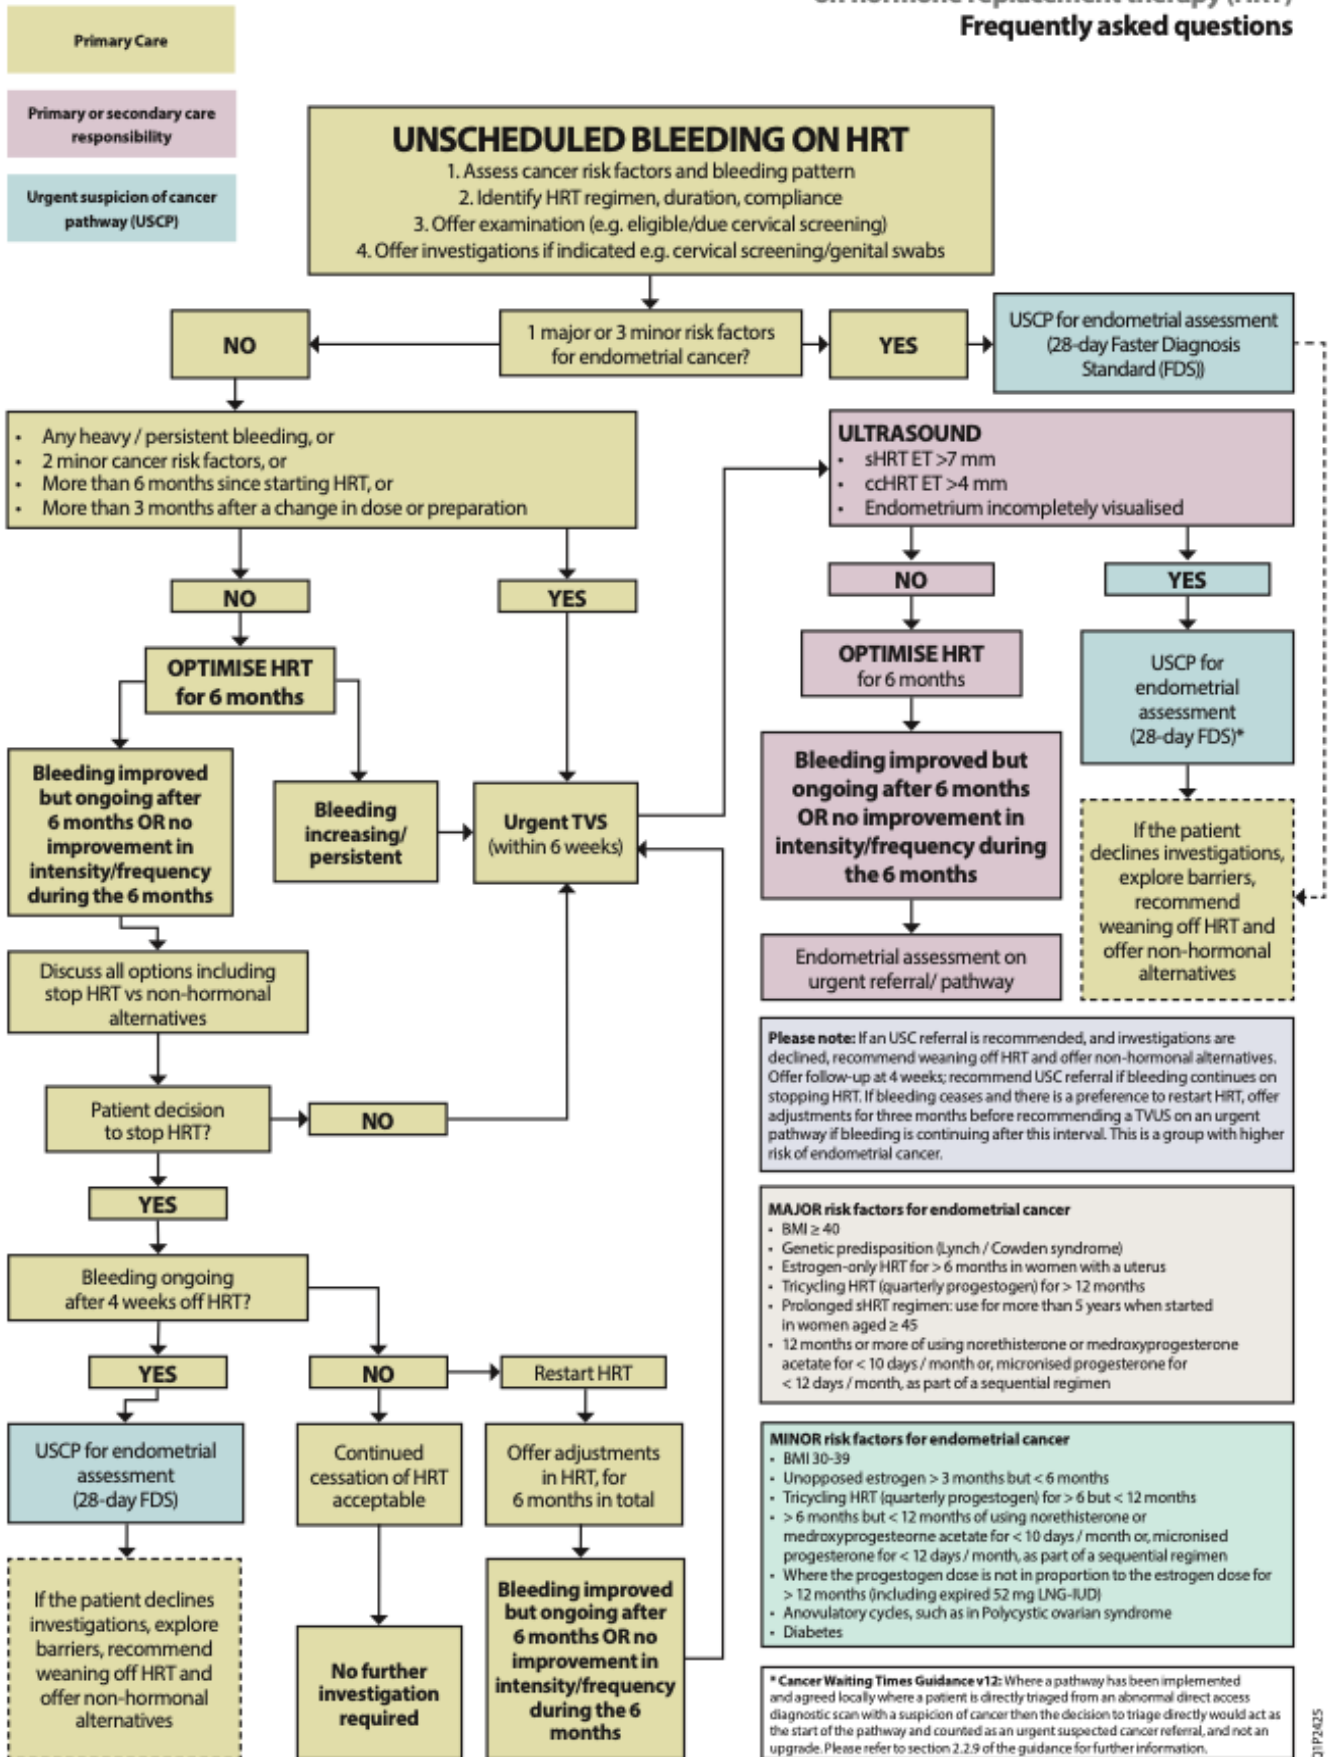 on hormone replacement therapy (HRT)
Frequently asked questions
Primary Care
Primary or secondary care
responsibility
Urgent suspicion of cancer
pathway (USCP)
UNSCHEDULED BLEEDING ON HRT
1. Assess cancer risk factors and bleeding pattern
2. Identify HRT regimen, duration, compliance
3. Offer examination (e.g. eligible/due cervical screening)
4. Offer investigations if indicated e.g. cervical screening/genital swabs
NO
1 major or 3 minor risk factors
for endometrial cancer?
YES
USCP for endometrial assessment
(28-day Faster Diagnosis
Standard (FDS))
• Any heavy / persistent bleeding, or
• 2 minor cancer risk factors, or
• More than 6 months since starting HRT, or
• More than 3 months after a change in dose or preparation
ULTRASOUND
• sHRT ET >7 mm
• ccHRT ET >4 mm
• Endometrium incompletely visualised
NO
YES
NO
YES
OPTIMISE HRT
for 6 months
OPTIMISE HRT
for 6 months
USCP for
endometrial
assessment
(28-day FDS)*
Bleeding improved
but ongoing after
6 months OR no
improvement in
intensity/frequency
during the 6 months
Bleeding
increasing/
persistent
Urgent TVS
(within 6 weeks)
Bleeding improved but
ongoing after 6 months
OR no improvement in
intensity/frequency during
the 6 months
If the patient
declines investigations,
explore barriers,
recommend
weaning off HRT and
offer non-hormonal
alternatives
Discuss all options including
stop HRT vs non-hormonal
alternatives
Endometrial assessment on
urgent referral/ pathway
Patient decision
to stop HRT?
NO
YES
Please note: If an USC referral is recommended, and investigations are
declined, recommend weaning off HRT and offer non-hormonal alternatives.
Offer follow-up at 4 weeks; recommend USC referral if bleeding continues on
stopping HRT. If bleeding ceases and there is a preference to restart HRT, offer
adjustments for three months before recommending a TVUS on an urgent
pathway if bleeding is continuing after this interval. This is a group with higher
risk of endometrial cancer.
Bleeding ongoing
after 4 weeks off HRT?
YES
NO
Restart HRT
MAJOR risk factors for endometrial cancer
• BMI ≥ 40
• Genetic predisposition (Lynch / Cowden syndrome)
• Estrogen-only HRT for > 6 months in women with a uterus
• Tricycling HRT (quarterly progestogen) for > 12 months
• Prolonged sHRT regimen: use for more than 5 years when started
in women aged ≥ 45
• 12 months or more of using norethisterone or medroxyprogesterone
acetate for < 10 days / month or, micronised progesterone for
< 12 days / month, as part of a sequential regimen
USCP for endometrial
assessment
(28-day FDS)
Continued
cessation of HRT
acceptable
Offer adjustments
in HRT, for
6 months in total
MINOR risk factors for endometrial cancer
• BMI 30-39
• Unopposed estrogen > 3 months but < 6 months
• Tricycling HRT (quarterly progestogen) for > 6 but < 12 months
• > 6 months but < 12 months of using norethisterone or
medroxyprogesteorne acetate for < 10 days / month or, micronised
progesterone for < 12 days / month, as part of a sequential regimen
• Where the progestogen dose is not in proportion to the estrogen dose for
> 12 months (including expired 52 mg LNG-IUD)
• Anovulatory cycles, such as in Polycystic ovarian syndrome
• Diabetes
If the patient declines
investigations, explore
barriers, recommend
weaning off HRT and
offer non-hormonal
alternatives
No further
investigation
required
Bleeding improved
but ongoing after
6 months OR no
improvement in
intensity/frequency
during the 6
months
* Cancer Waiting Times Guidance v12: Where a pathway has been implemented
and agreed locally where a patient is directly triaged from an abnormal direct access
diagnostic scan with a suspicion of cancer then the decision to triage directly would act as
the start of the pathway and counted as an urgent suspected cancer referral, and not an
upgrade. Please refer to section 2.2.9 of the guidance for further information.